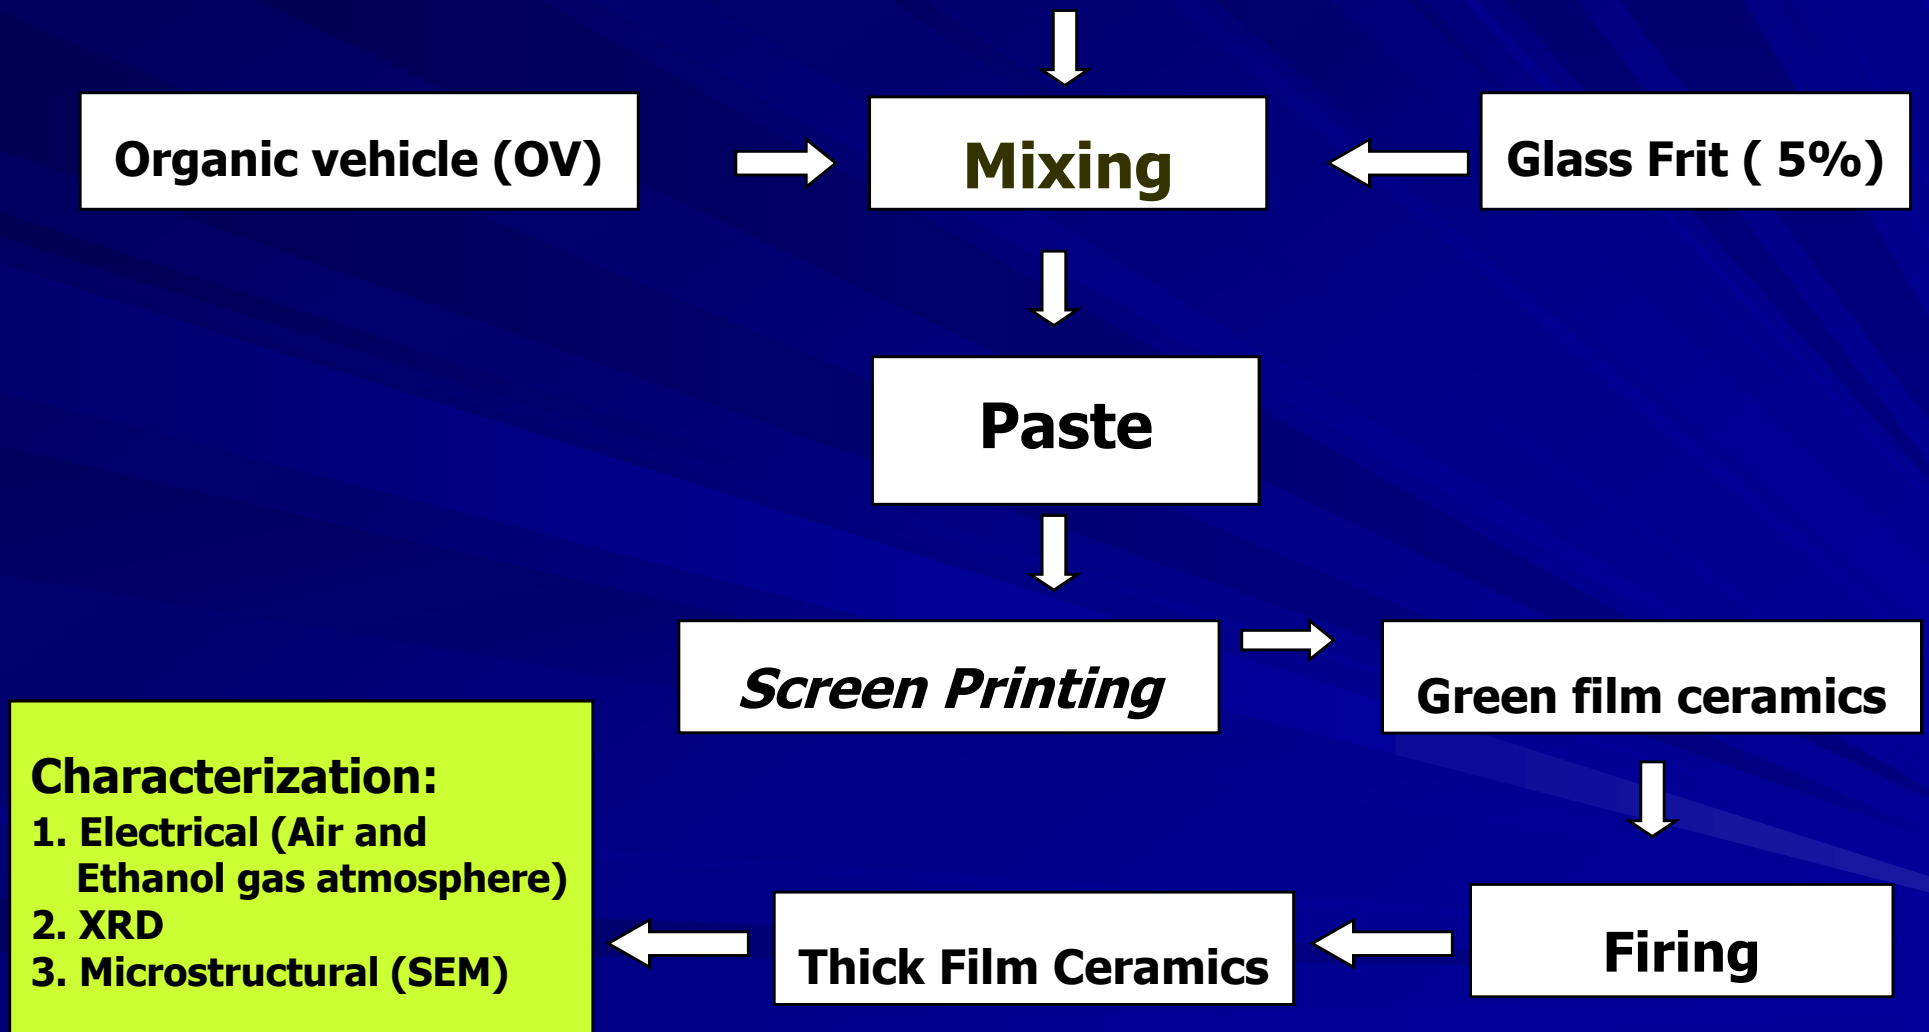 Organic vehicle (OV)
Mixing
Glass Frit ( 5%)
Paste
Screen Printing
Green film ceramics
Characterization:
1. Electrical (Air and
Ethanol gas atmosphere)
2. XRD
3. Microstructural (SEM)
Thick Film Ceramics
Firing